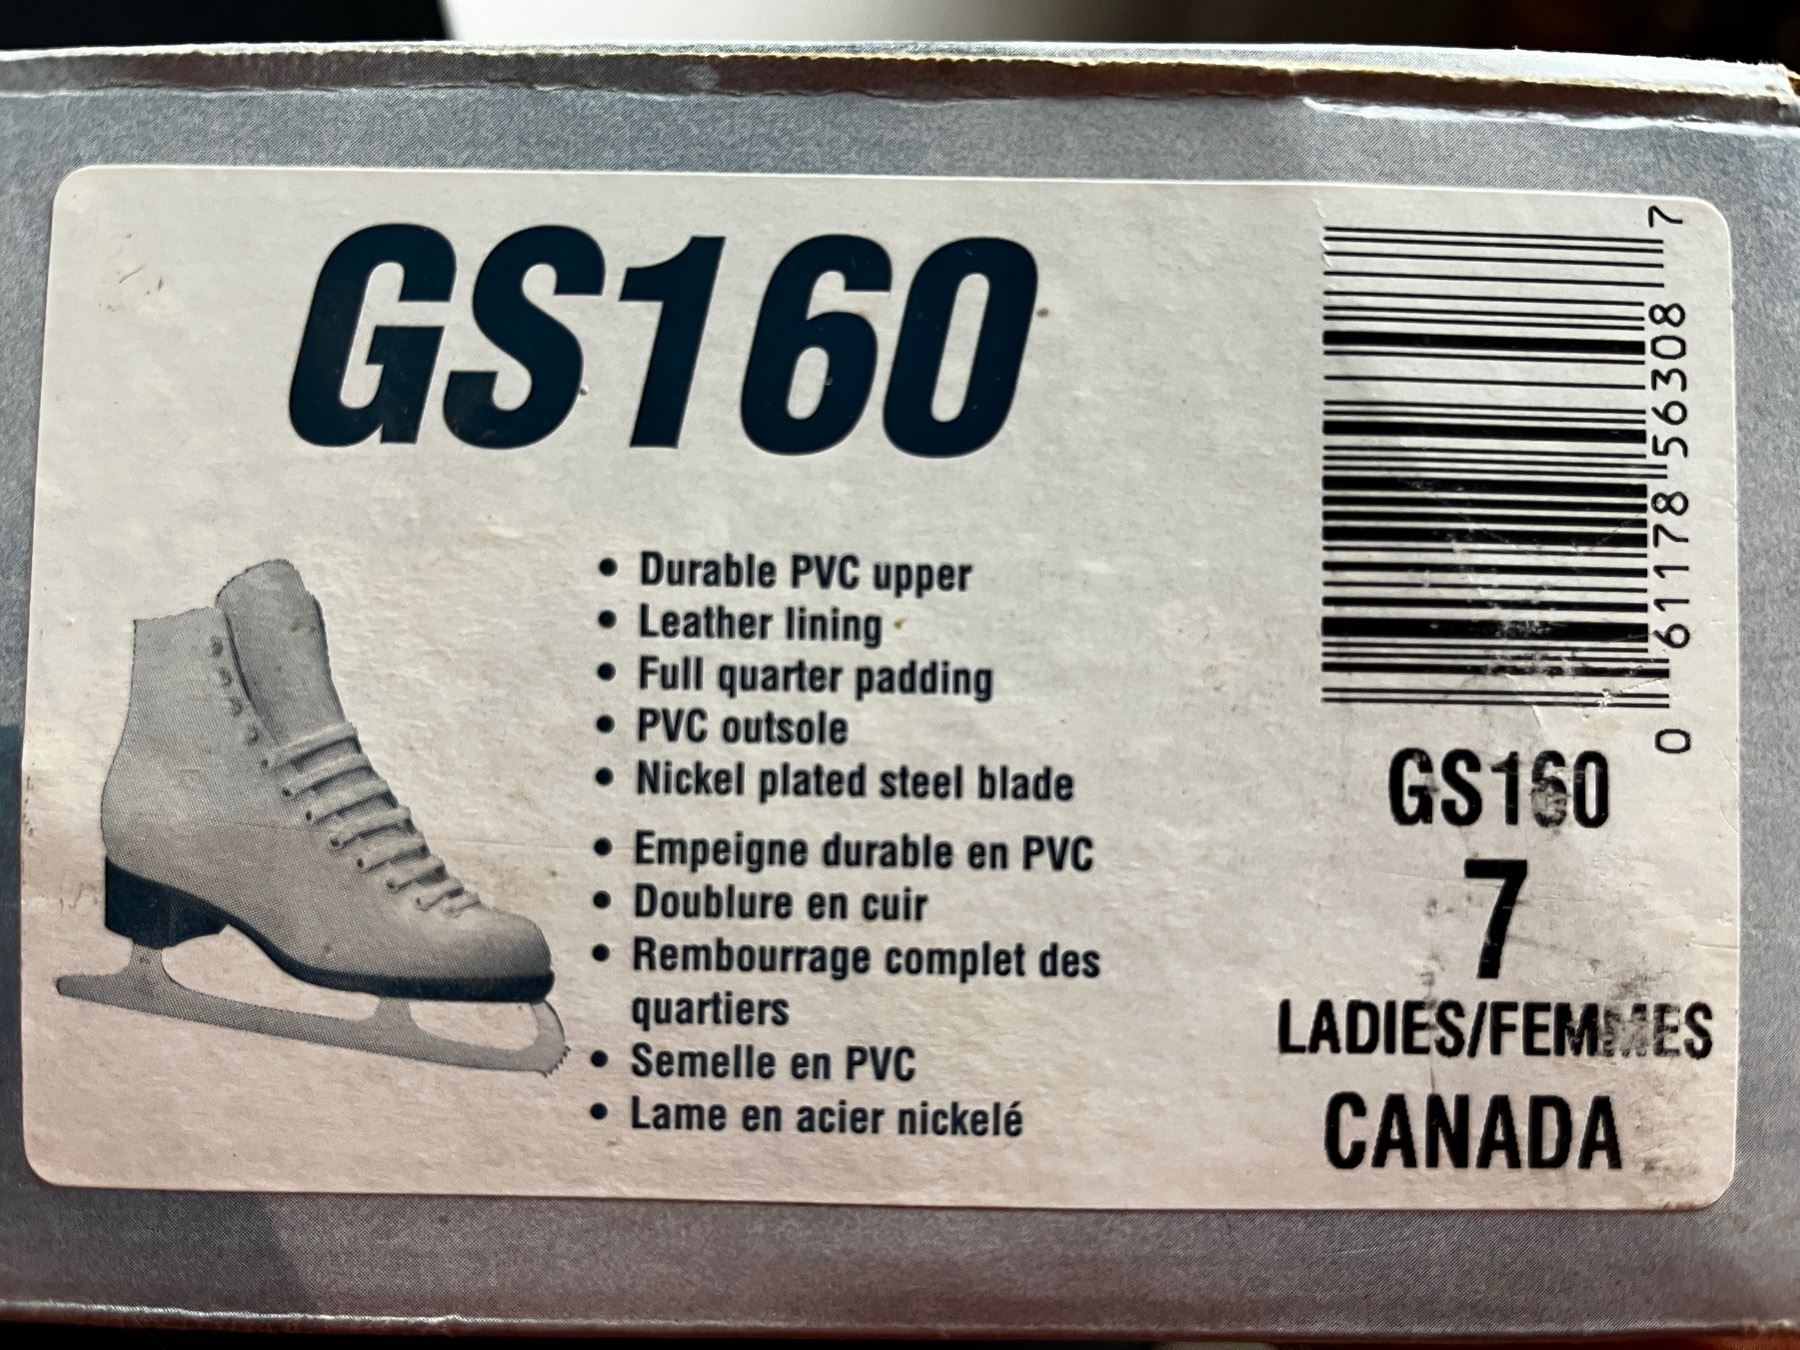 GS160
• Durable PVC upper
• Leather lining
• Full quarter padding
• PVC outsole
• Nickel plated steel blade
• Empeigne durable en PVC
• Doublure en cuir
• Rembourrage complet des
quartiers
• Semelle en PVC
• Lame en acier nickelé
0 61178 56308 7
GS160
7
LADIES/FEMMES
CANADA